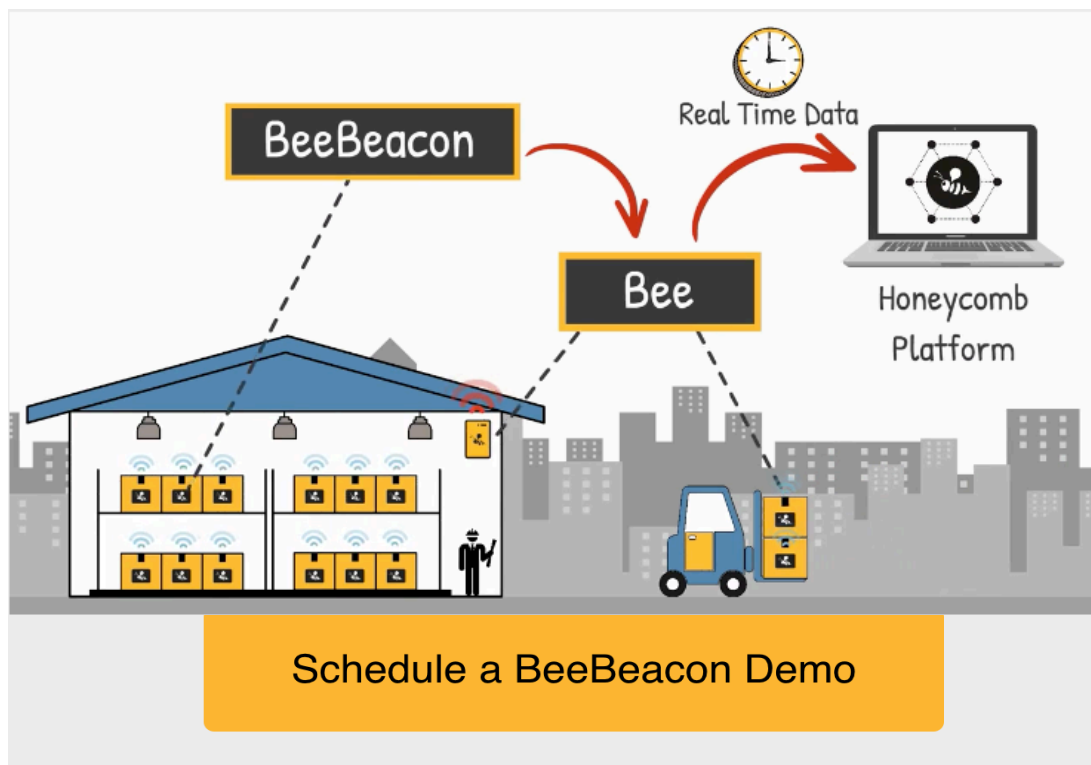 BeeBeacon
Real Time Data
Bee
Honeycomb
Platform
Schedule a BeeBeacon Demo